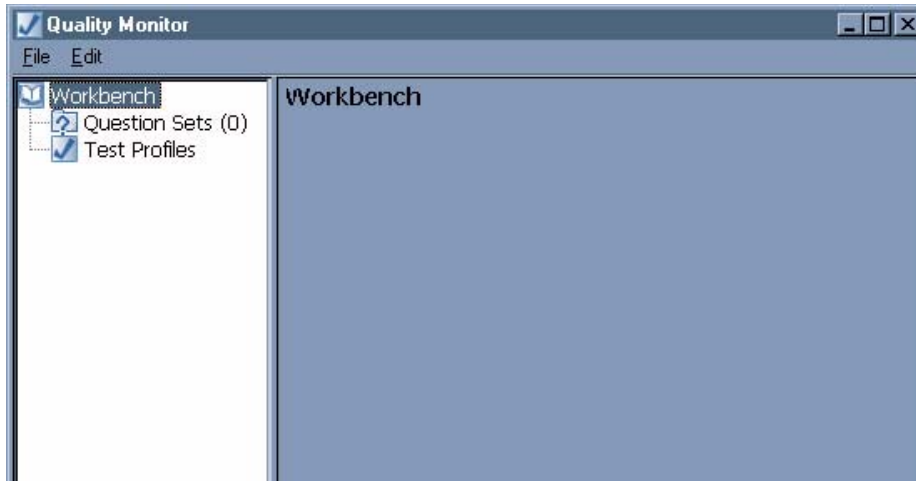 Quality Monitor
File Edit
Workbench
Question Sets (0)
Test Profiles
Workbench